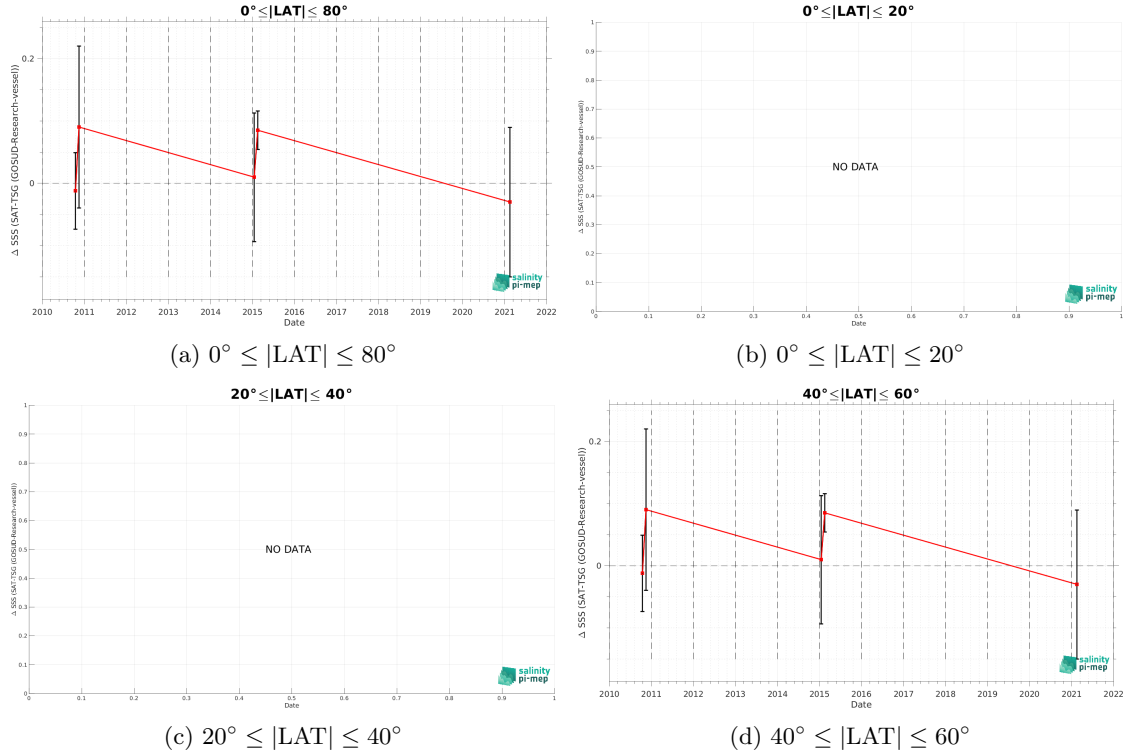 0°≤|LAT|≤ 80°
Δ SSS (SAT-TSG (GOSUD-Research-vessel))
0.2
0
2010 2011 2012 2013 2014 2015 2016 2017 2018 2019 2020 2021 2022
Date
salinity
pi-mep
(a) 0° ≤ |LAT| ≤ 80°
0°≤|LAT|≤ 20°
Δ SSS (SAT-TSG (GOSUD-Research-vessel))
1
0.9
0.8
0.7
0.6
0.5
0.4
0.3
0.2
0.1
0
NO DATA
0 0.1 0.2 0.3 0.4 0.5 0.6 0.7 0.8 0.9 1
Date
salinity
pi-mep
(b) 0° ≤ |LAT| ≤ 20°
20°≤|LAT|≤ 40°
Δ SSS (SAT-TSG (GOSUD-Research-vessel))
1
0.9
0.8
0.7
0.6
0.5
0.4
0.3
0.2
0.1
0
NO DATA
0 0.1 0.2 0.3 0.4 0.5 0.6 0.7 0.8 0.9 1
Date
salinity
pi-mep
(c) 20° ≤ |LAT| ≤ 40°
40°≤|LAT|≤ 60°
Δ SSS (SAT-TSG (GOSUD-Research-vessel))
0.2
0
2010 2011 2012 2013 2014 2015 2016 2017 2018 2019 2020 2021 2022
Date
salinity
pi-mep
(d) 40° ≤ |LAT| ≤ 60°